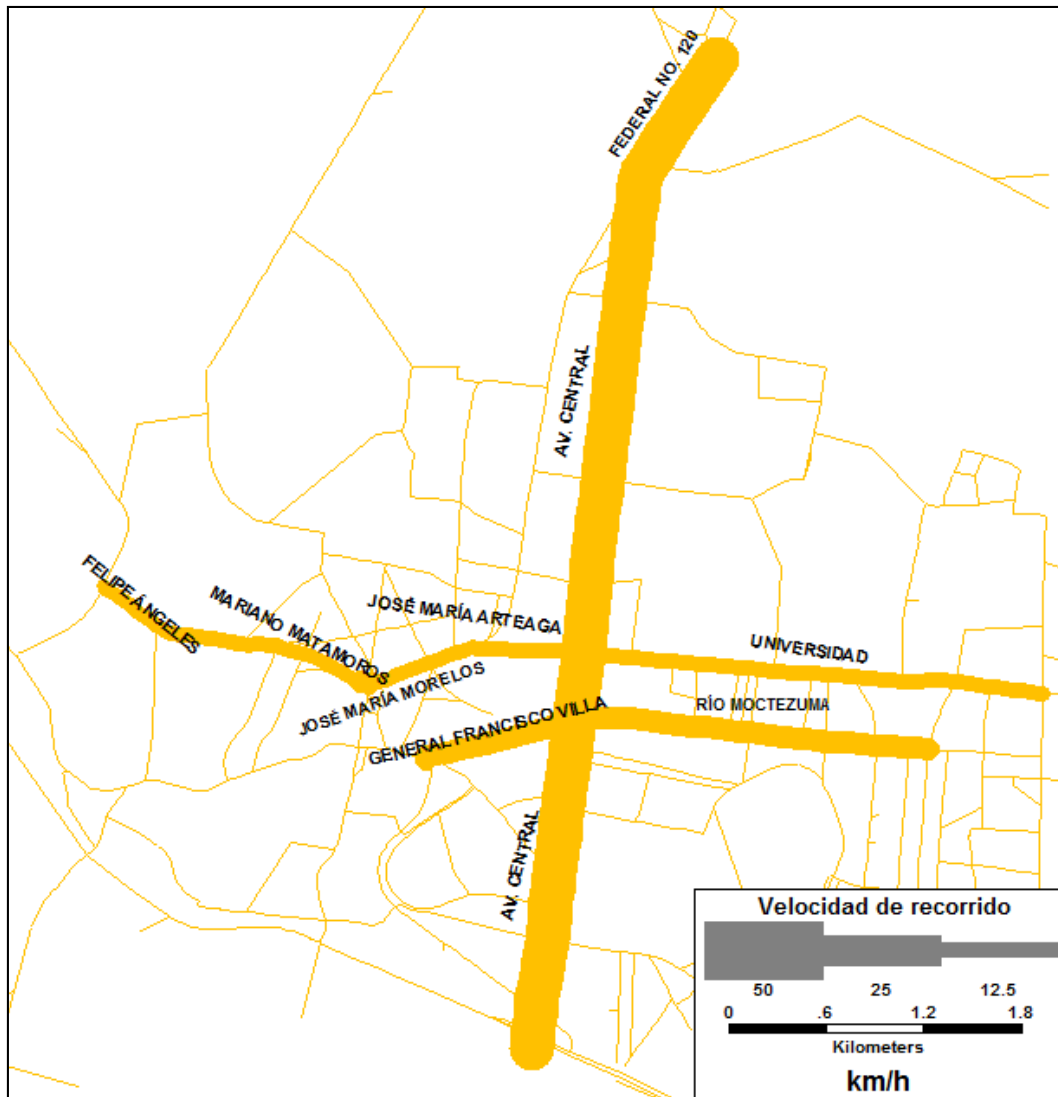 FEDERAL NO. 120
AV. CENTRAL
FELIPE ÁNGELES
MARIANO MATAMOROS
JOSÉ MARÍA ARTEAGA
UNIVERSIDAD
JOSÉ MARÍA MORELOS
RÍO MOCTEZUMA
GENERAL FRANCISCO VILLA
AV. CENTRAL
Velocidad de recorrido
50 25 12.5
0 .6 1.2 1.8
Kilometers
km/h